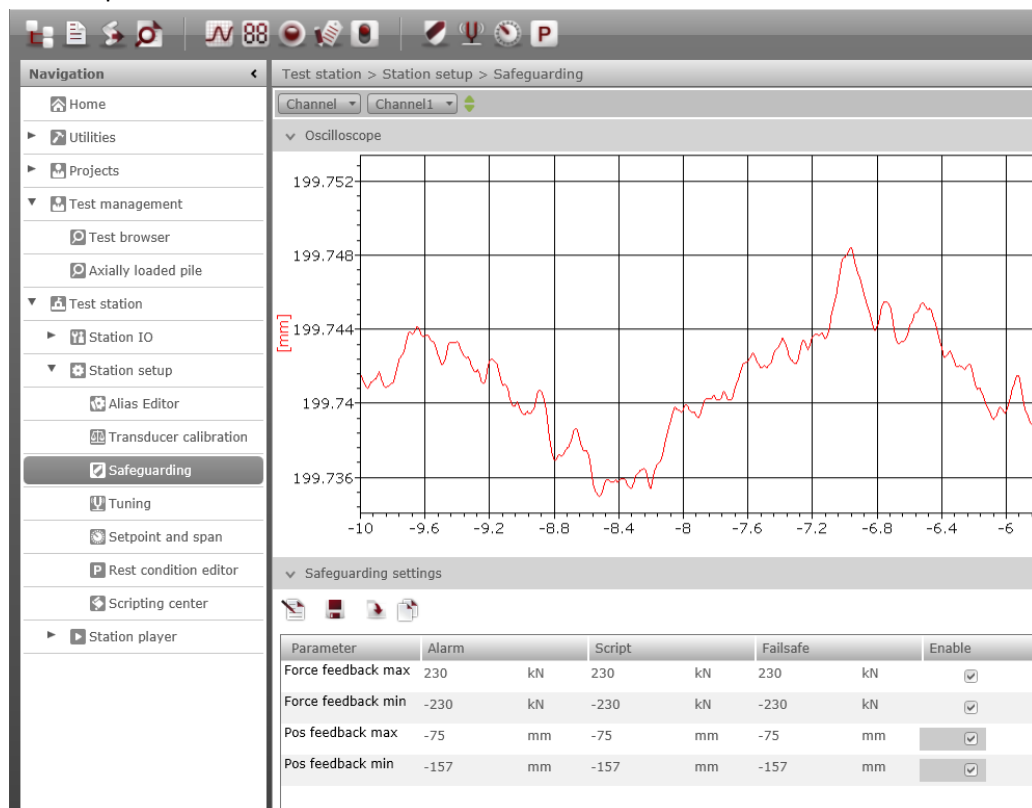 88
P
Navigation
Test station > Station setup > Safeguarding
Home
Utilities
Projects
Test management
Test browser
Axially loaded pile
Test station
Station IO
Station setup
Alias Editor
Transducer calibration
Safeguarding
Tuning
Setpoint and span
P Rest condition editor
Scripting center
Station player
Channel Channel1
Oscilloscope
199.752
199.748
199.744
199.74
199.736
[mm]
-10 -9.6 -9.2 -8.8 -8.4 -8 -7.6 -7.2 -6.8 -6.4 -6
Safeguarding settings
Parameter Alarm Script Failsafe Enable
Force feedback max 230 kN 230 kN 230 kN
Force feedback min -230 kN -230 kN -230 kN
Pos feedback max -75 mm -75 mm -75 mm
Pos feedback min -157 mm -157 mm -157 mm